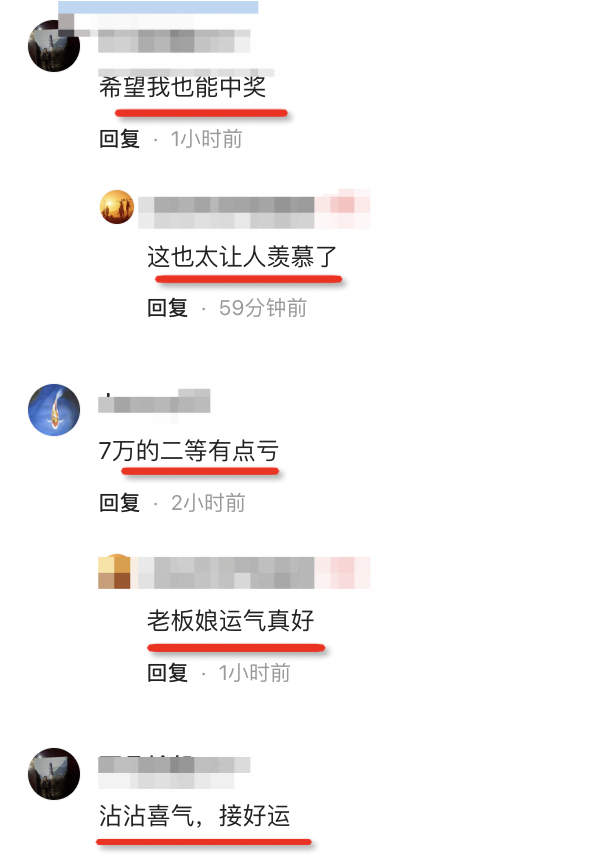 希望我也能中奖
回复 · 1小时前
这也太让人羡慕了
回复 · 59分钟前
7万的二等有点亏
回复 · 2小时前
老板娘运气真好
回复 · 1小时前
沾沾喜气，接好运